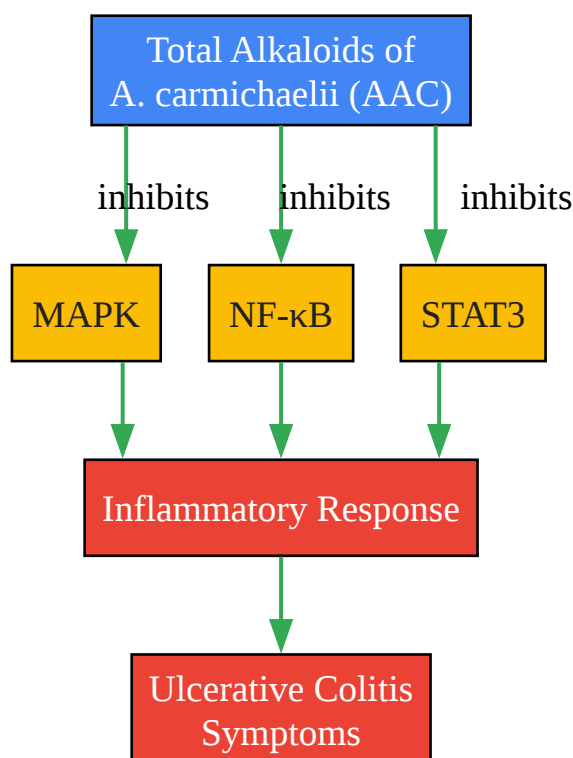 Total Alkaloids of
A. carmichaelii (AAC)
inhibits
inhibits
inhibits
MAPK
NF-κB
STAT3
Inflammatory Response
Ulcerative Colitis
Symptoms